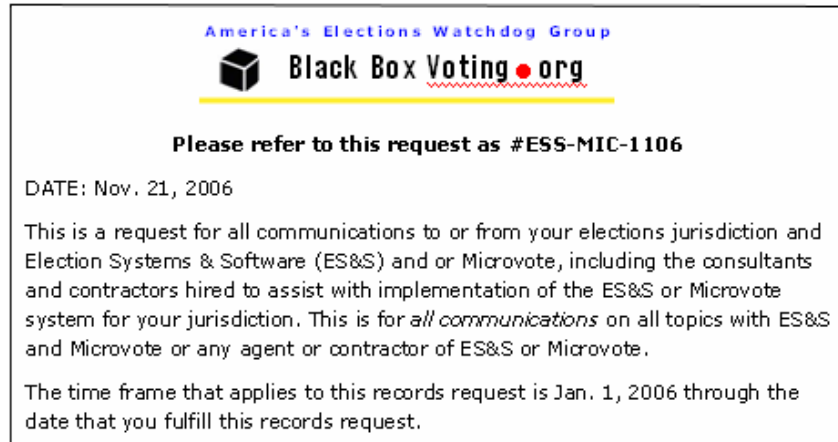 America's Elections Watchdog Group
Black Box Voting.org
Please refer to this request as #ESS-MIC-1106
DATE: Nov. 21, 2006
This is a request for all communications to or from your elections jurisdiction and
Election Systems & Software (ES&S) and or Microvote, including the consultants
and contractors hired to assist with implementation of the ES&S or Microvote
system for your jurisdiction. This is for all communications on all topics with ES&S
and Microvote or any agent or contractor of ES&S or Microvote.
The time frame that applies to this records request is Jan. 1, 2006 through the
date that you fulfill this records request.